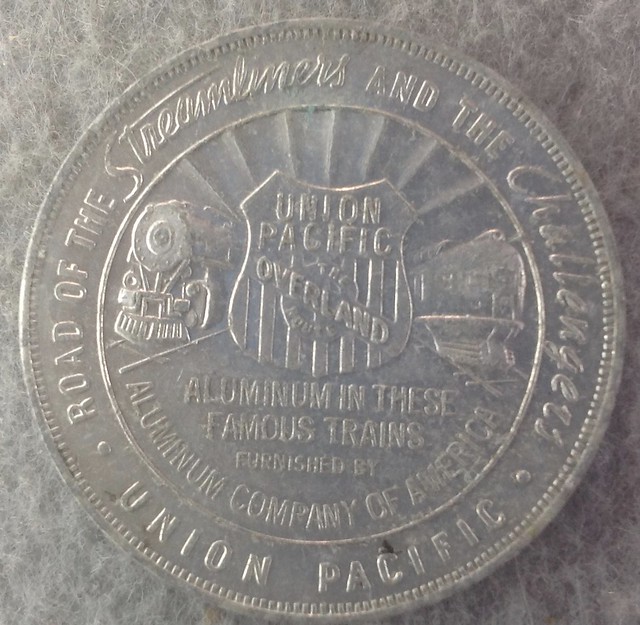 ROAD OF THE Streamliners AND THE Challengers
UNION
PACIFIC
OVERLAND
ALUMINUM IN THESE
FAMOUS TRAINS
FURNISHED BY
ALUMINUM COMPANY OF AMERICA
UNION PACIFIC